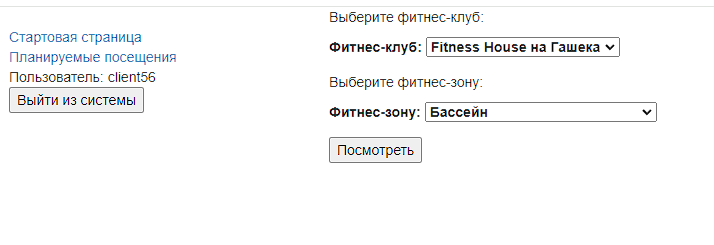 Стартовая страница
Планируемые посещения
Пользователь: client56
Выйти из системы
Выберите фитнес-клуб:
Фитнес-клуб: Fitness House на Гашека
Выберите фитнес-зону:
Фитнес-зону: Бассейн
Посмотреть